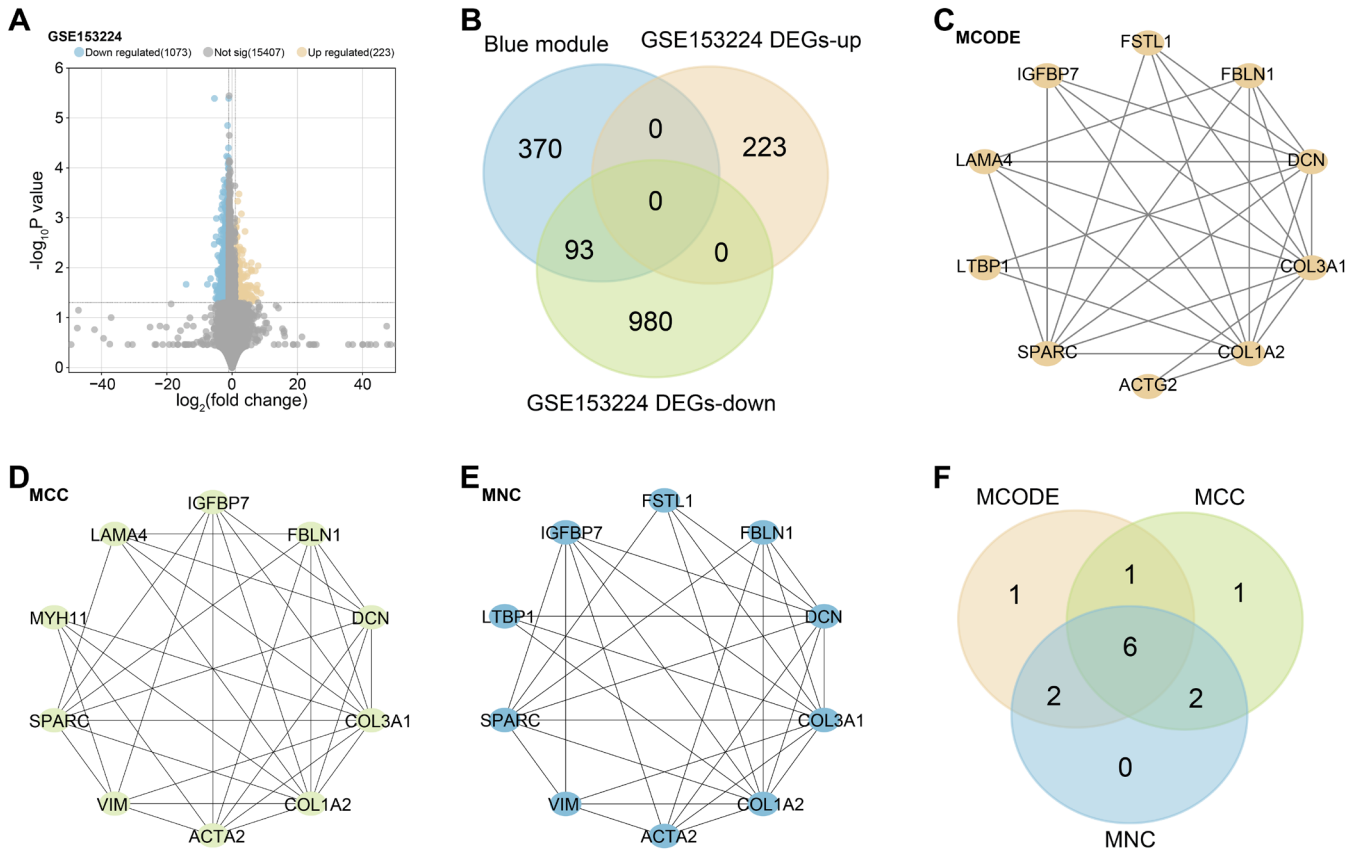 A
GSE153224
Down regulated(1073) Not sig(15407) Up regulated(223)
6
5
4
3
2
1
0
-log10P value
−40 −20 0 20 40
log2(fold change)
B
Blue module
GSE153224 DEGs-up
370
0
223
0
93
0
980
GSE153224 DEGs-down
C
MCODE
FSTL1
IGFBP7
FBLN1
LAMA4
DCN
LTBP1
COL3A1
SPARC
COL1A2
ACTG2
D
MCC
IGFBP7
LAMA4
FBLN1
MYH11
DCN
SPARC
COL3A1
VIM
COL1A2
ACTA2
E
MNC
FSTL1
IGFBP7
FBLN1
LTBP1
DCN
SPARC
COL3A1
VIM
COL1A2
ACTA2
F
MCODE
MCC
1
1
1
6
2
2
0
MNC